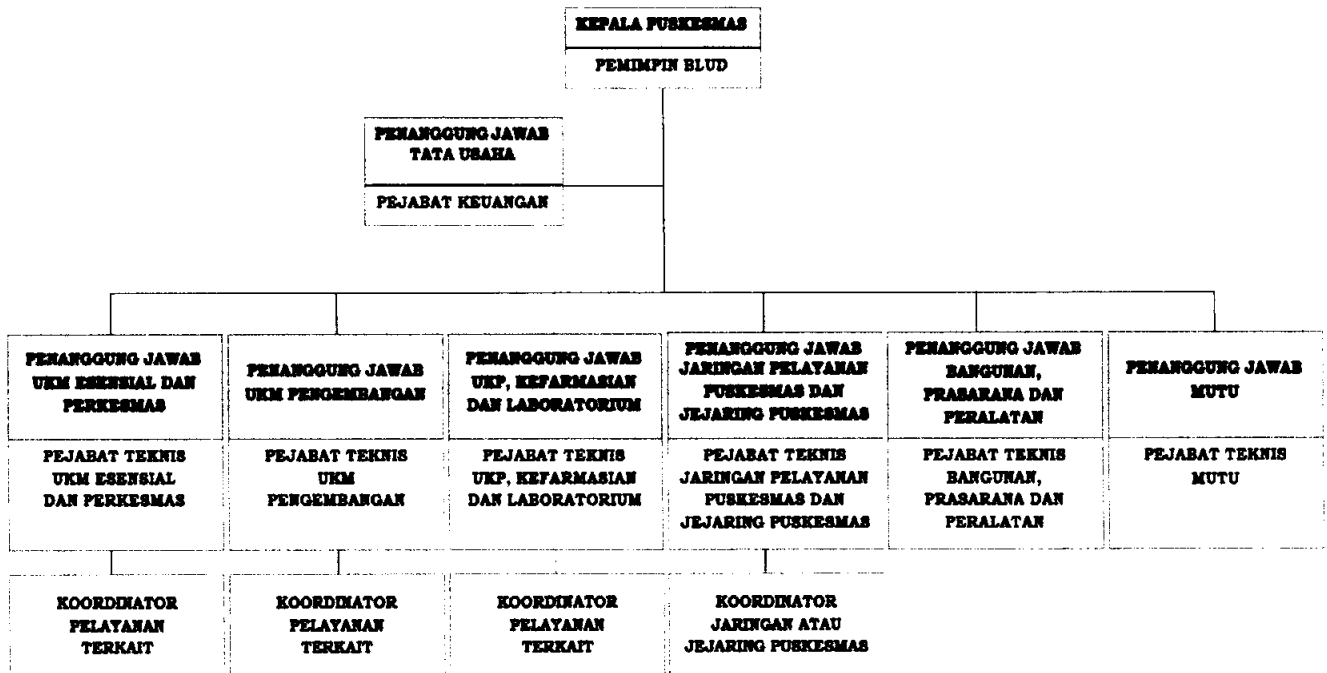 KEPALA PUSKESMAS
PEMIMPIN BLUD
PENANGGUNG JAWAB
TATA USAHA
PEJABAT KEUANGAN
PENANGGUNG JAWAB
UKM ESENSIAL DAN
PERKESMAS
PEJABAT TEKNIS
UKM ESENSIAL
DAN PERKESMAS
KOORDINATOR
PELAYANAN
TERKAIT
PENANGGUNG JAWAB
UKM PENGEMBANGAN
PEJABAT TEKNIS
UKM
PENGEMBANGAN
KOORDINATOR
PELAYANAN
TERKAIT
PENANGGUNG JAWAB
UKP, KEFARMASIAN
DAN LABORATORIUM
PEJABAT TEKNIS
UKP, KEFARMASIAN
DAN LABORATORIUM
KOORDINATOR
PELAYANAN
TERKAIT
PENANGGUNG JAWAB
JARINGAN PELAYANAN
PUSKESMAS DAN
JEJARING PUSKESMAS
PEJABAT TEKNIS
JARINGAN PELAYANAN
PUSKESMAS DAN
JEJARING PUSKESMAS
KOORDINATOR
JARINGAN ATAU
JEJARING PUSKESMAS
PENANGGUNG JAWAB
BANGUNAN,
PRASARANA DAN
PERALATAN
PEJABAT TEKNIS
BANGUNAN,
PRASARANA DAN
PERALATAN
PENANGGUNG JAWAB
MUTU
PEJABAT TEKNIS
MUTU